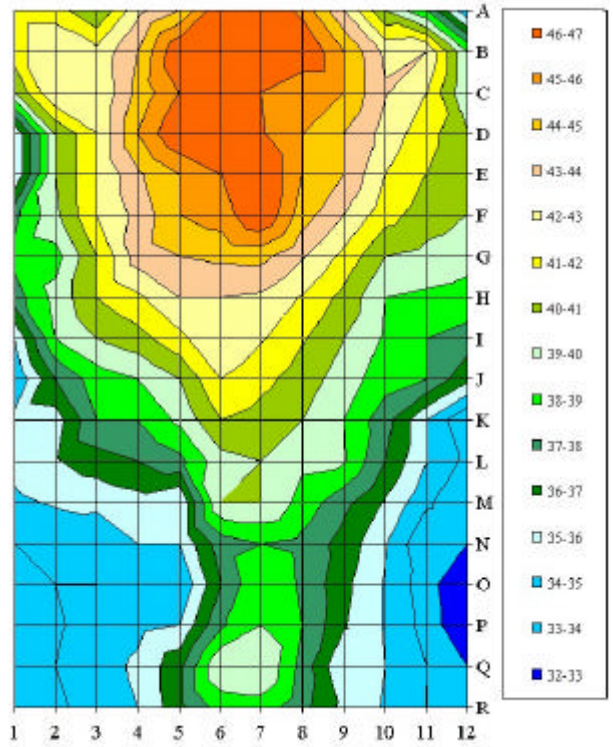 A
B
C
D
E
F
G
H
I
J
K
L
M
N
O
P
Q
R
1 2 3 4 5 6 7 8 9 10 11 12
46-47
45-46
44-45
43-44
42-43
41-42
40-41
39-40
38-39
37-38
36-37
35-36
34-35
33-34
32-33